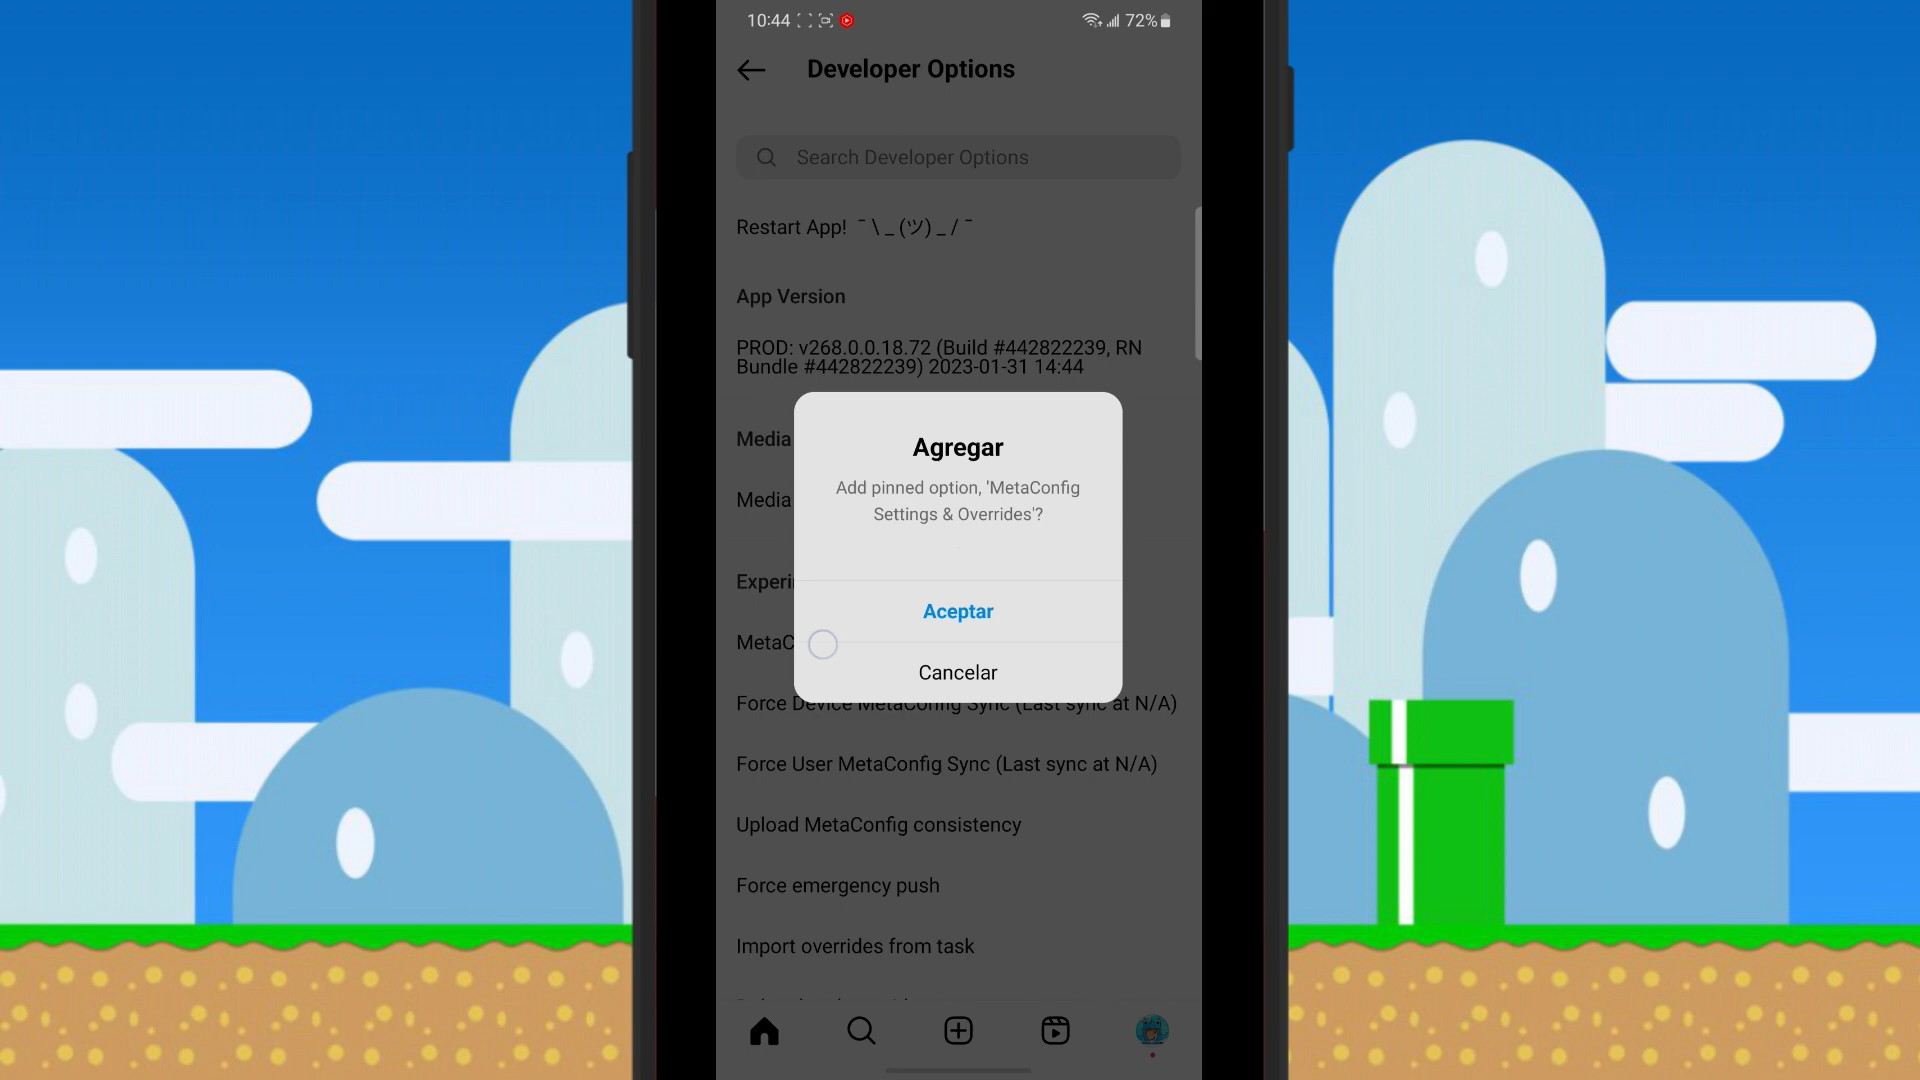 10:44
72%
Developer Options
Search Developer Options
Restart App! ¯ \ _ (ツ) _ / ¯
App Version
PROD: v268.0.0.18.72 (Build #442822239, RN
Bundle #442822239) 2023-01-31 14:44
Media
Media
Agregar
Add pinned option, 'MetaConfig
Settings & Overrides'?
Aceptar
Cancelar
Force Device MetaConfig Sync (Last sync at N/A)
Force User MetaConfig Sync (Last sync at N/A)
Upload MetaConfig consistency
Force emergency push
Import overrides from task